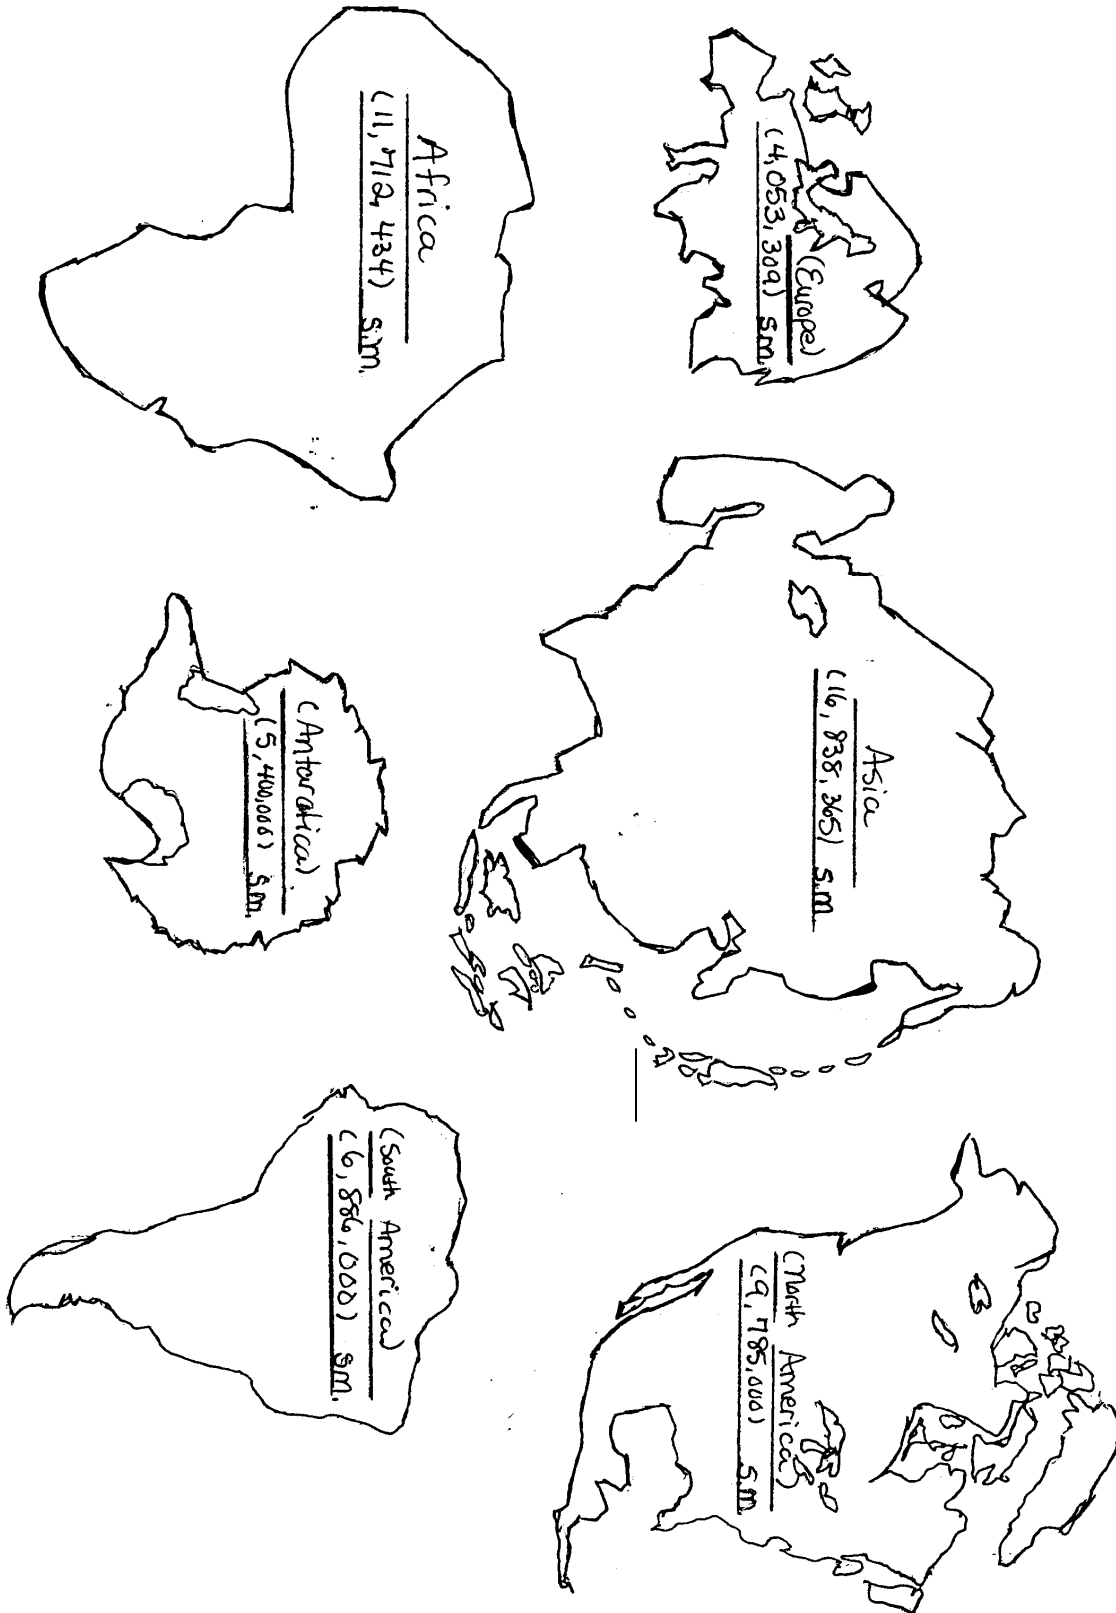 Africa
(11,712,434) s.m.
(Europe)
(4,053,309) s.m.
Asia
(16,838,365) s.m.
(Antaratica)
(5,400,000) s.m.
(South America)
(6,886,000) s.m.
(North America)
(9,785,000) s.m.